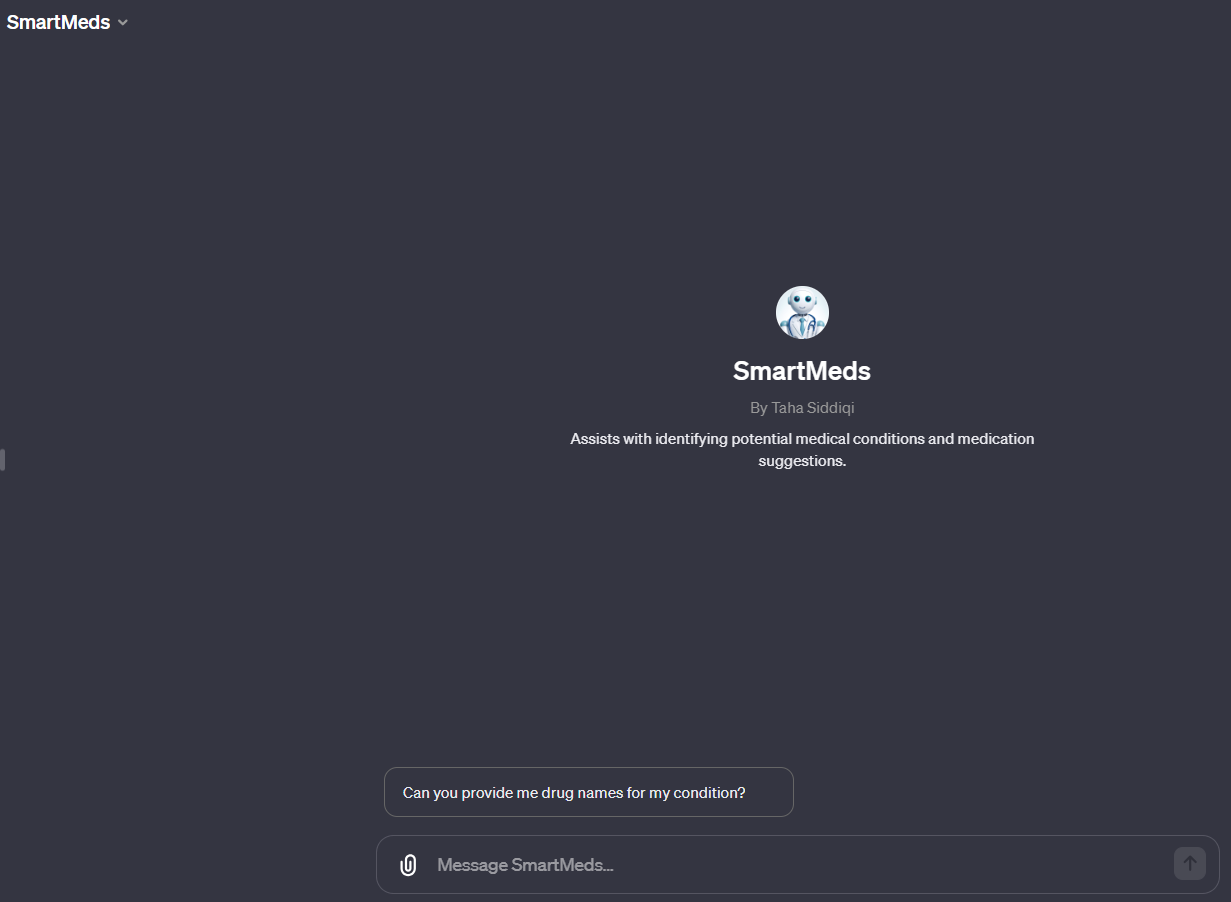 SmartMeds
SmartMeds
By Taha Siddiqi
Assists with identifying potential medical conditions and medication
suggestions.
Can you provide me drug names for my condition?
Message SmartMeds...